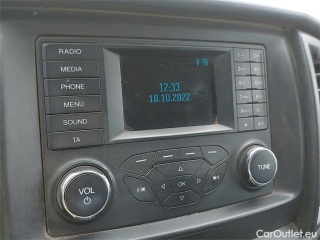 RADIO
MEDIA
PHONE
MENU
SOUND
TA
12:33
18.10.2022
VOL
OK
TUNE
CarOutlet.eu